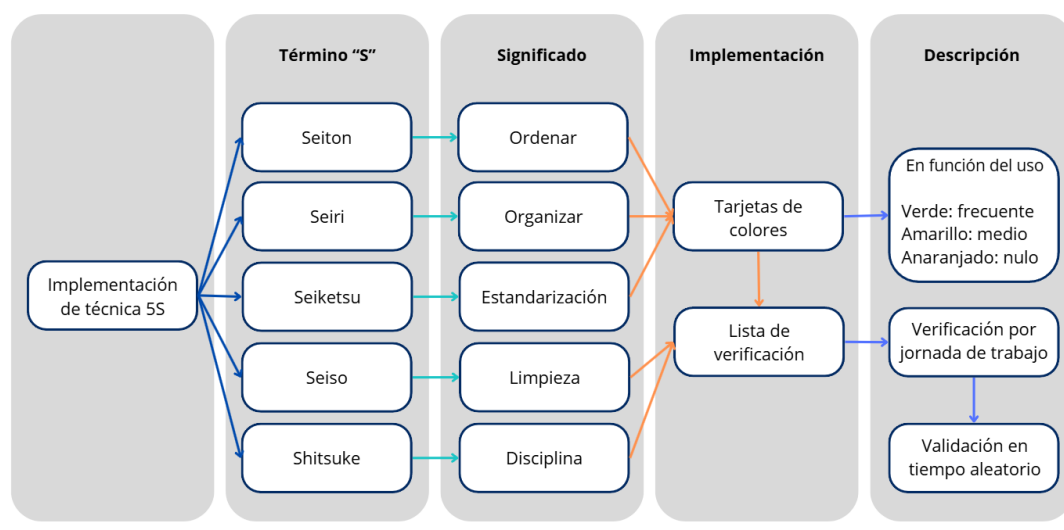 Término “S”
Significado
Implementación
Descripción
Implementación
de técnica 5S
Seiton
Seiri
Seiketsu
Seiso
Shitsuke
Ordenar
Organizar
Estandarización
Limpieza
Disciplina
Tarjetas de
colores
Lista de
verificación
En función del uso
Verde: frecuente
Amarillo: medio
Anaranjado: nulo
Verificación por
jornada de trabajo
Validación en
tiempo aleatorio